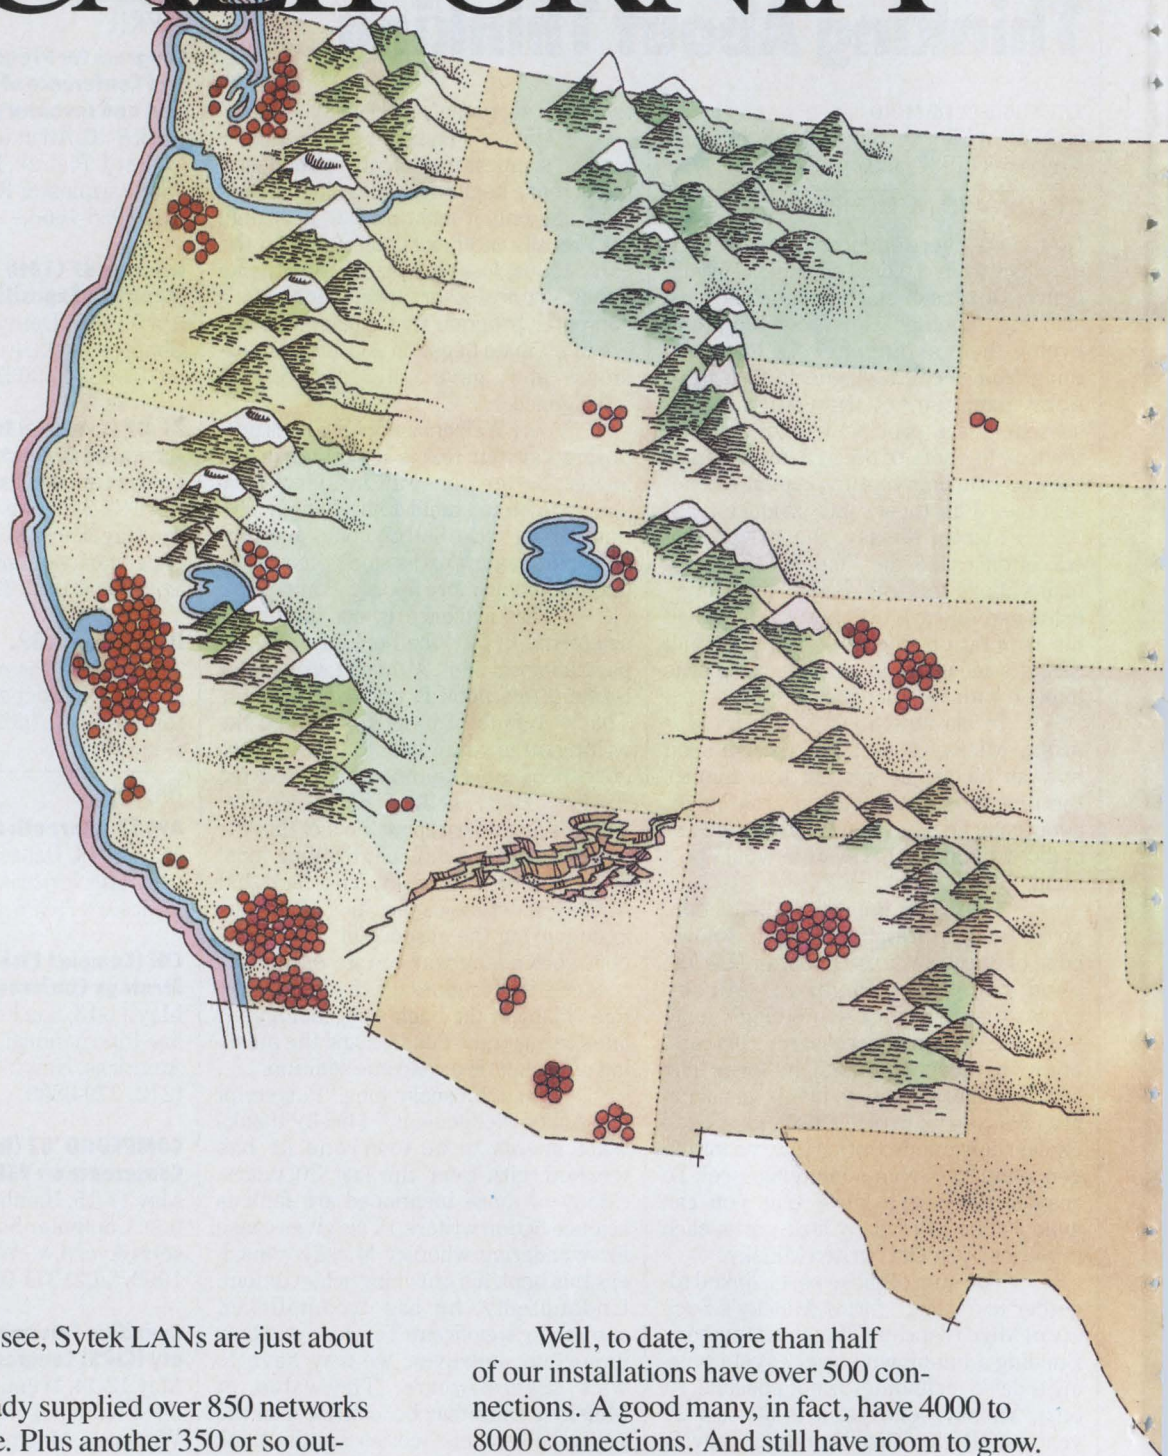 CALIFORNIA
see, Sytek LANs are just about
dy supplied over 850 networks
e. Plus another 350 or so out-
Well, to date, more than half
of our installations have over 500 con-
nections. A good many, in fact, have 4000 to
8000 connections. And still have room to grow.